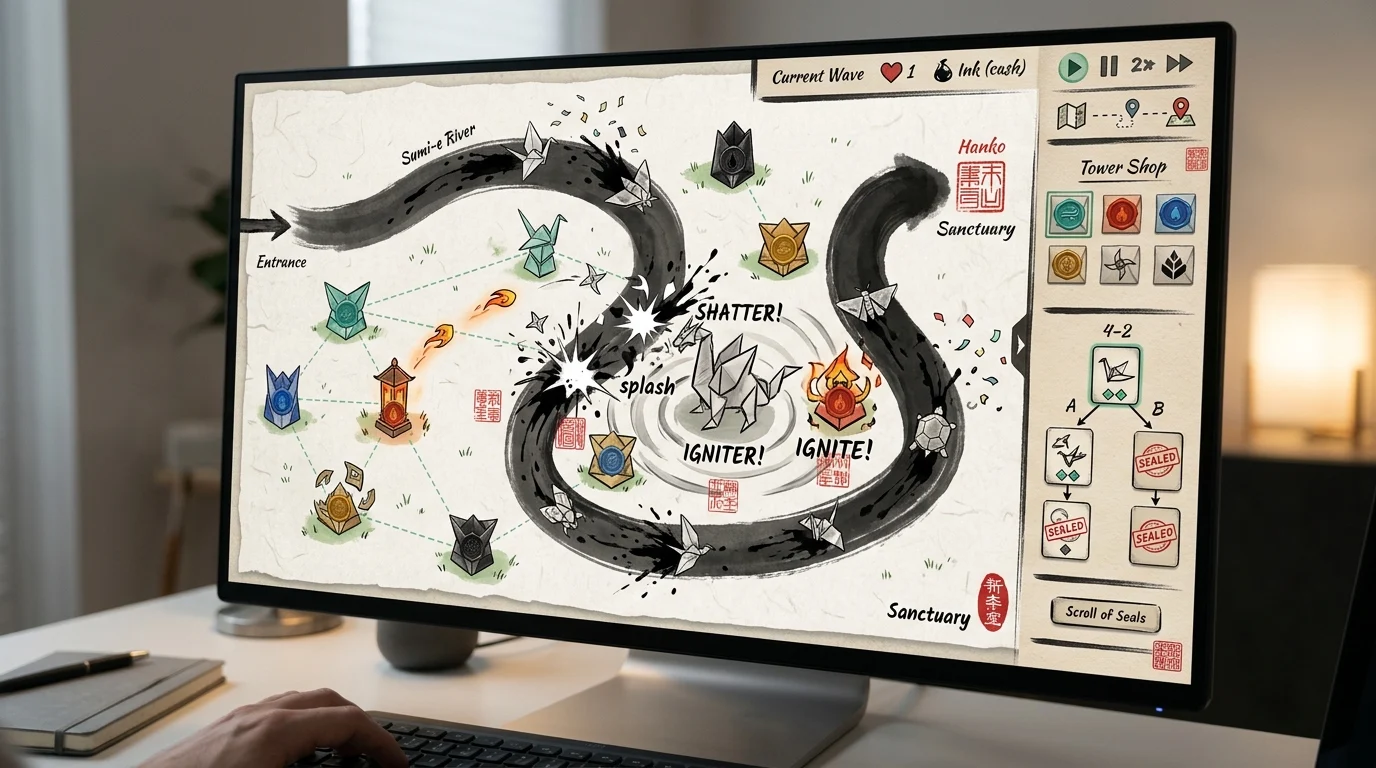 Current Wave
1
Ink (cash)
2x
Sumi-e River
Hanko
Sanctuary
Entrance
Tower Shop
SHATTER!
splash
IGNITER!
IGNITE!
4-2
A
B
SEALED
SEALED
SEALED
Sanctuary
Scroll of Seals